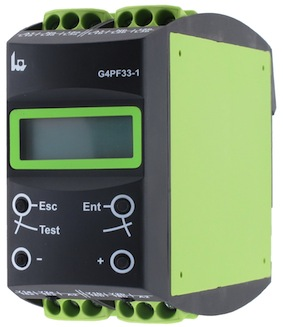 G4PF33-1
Esc Ent
Test
- +